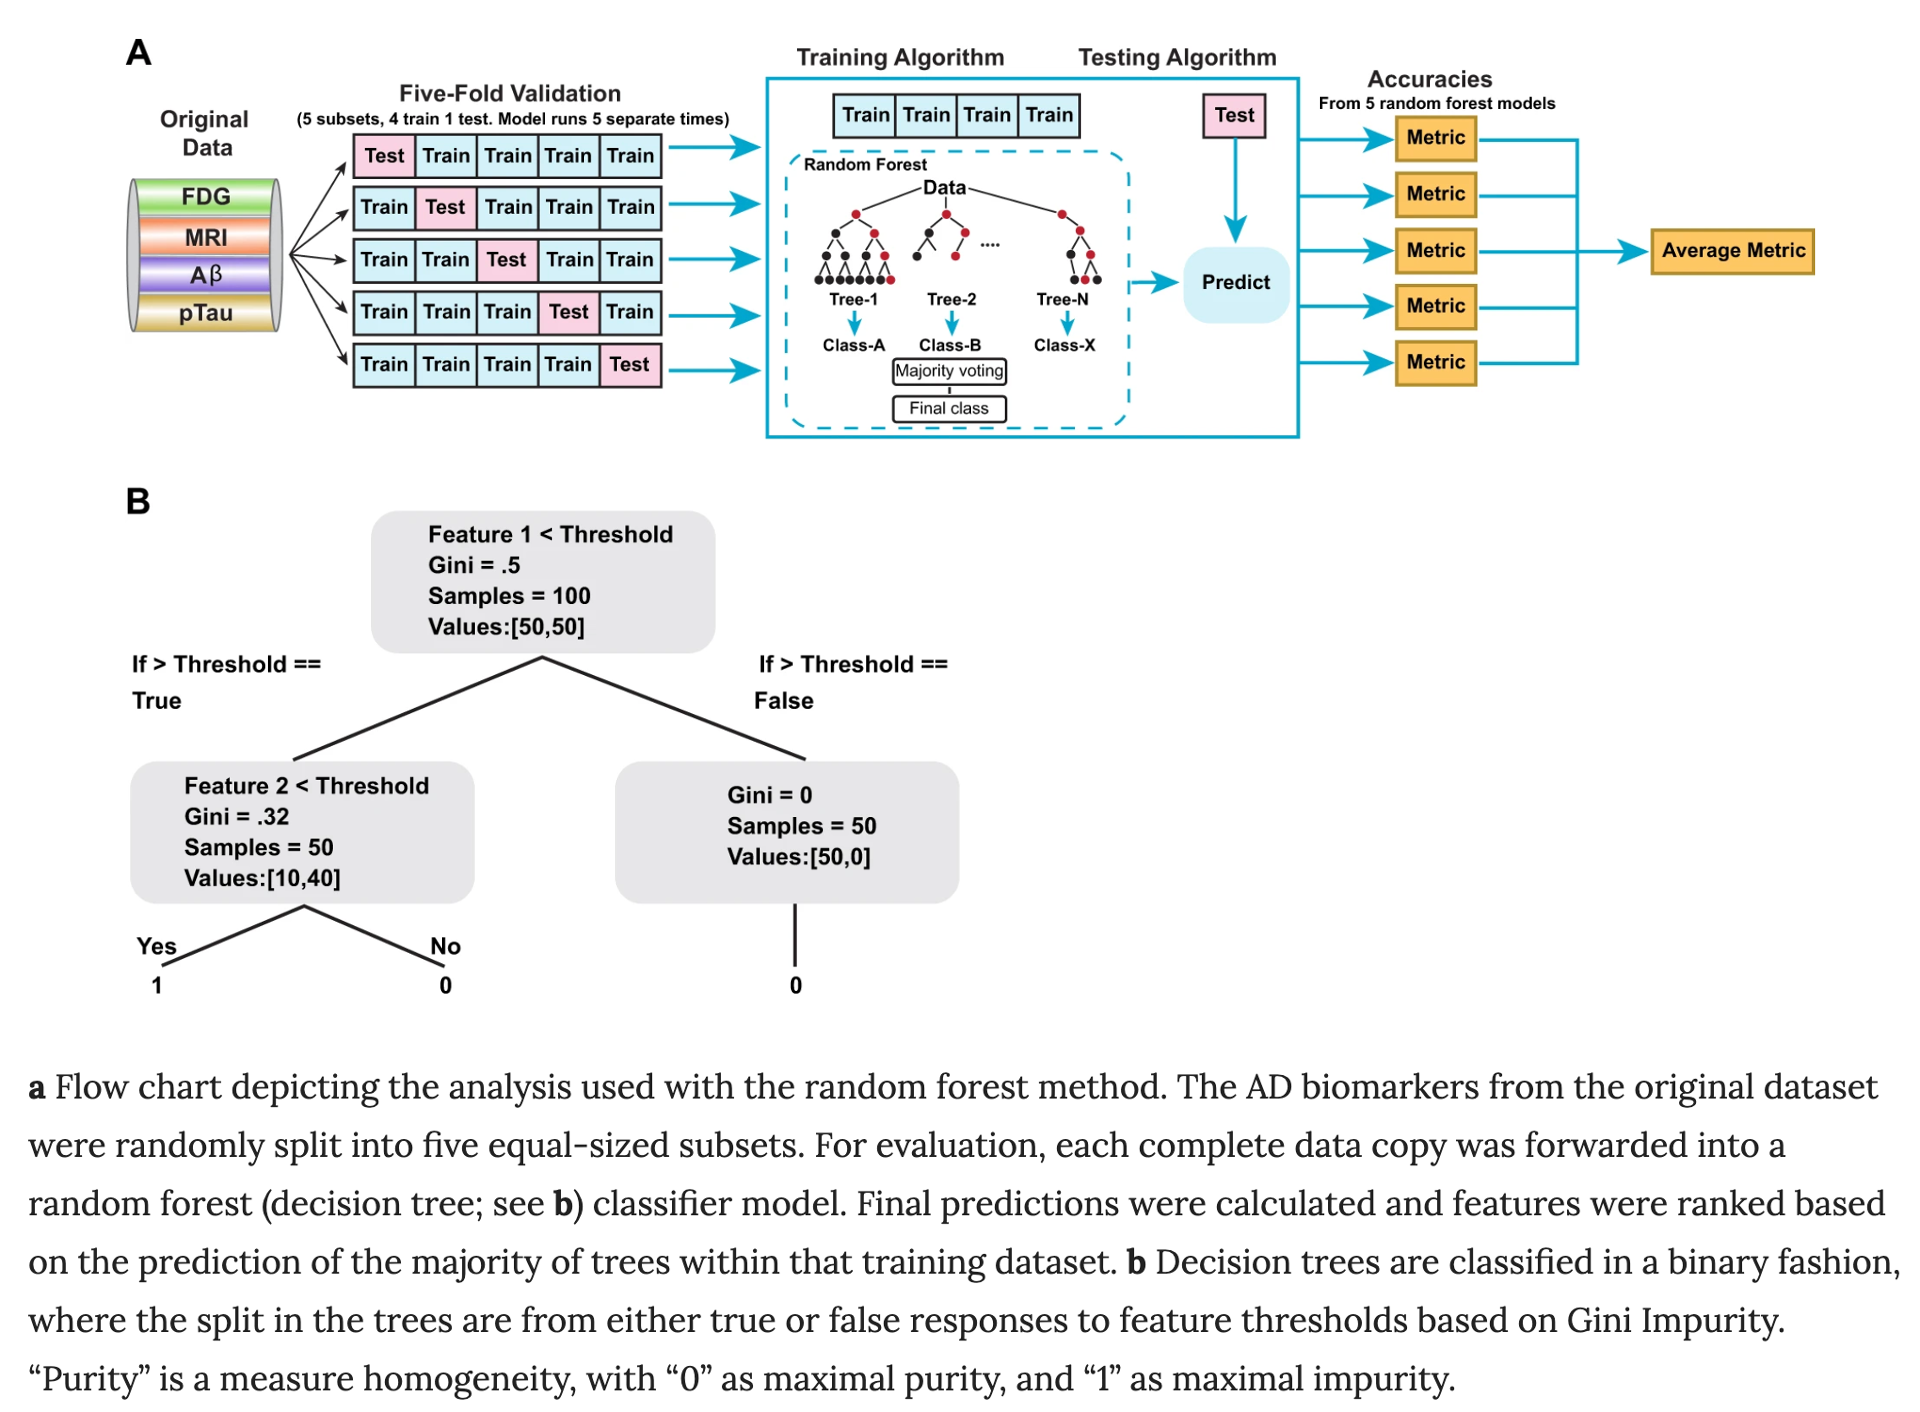 A
Original
Data
FDG
MRI
Aβ
pTau
Five-Fold Validation
(5 subsets, 4 train 1 test. Model runs 5 separate times)
Test Train Train Train Train
Train Test Train Train Train
Train Train Test Train Train
Train Train Train Test Train
Train Train Train Train Test
Training Algorithm
Testing Algorithm
Train Train Train Train
Test
Random Forest
Data
....
Tree-1 Tree-2 Tree-N
Class-A Class-B Class-X
Majority voting
Final class
Predict
Accuracies
From 5 random forest models
Metric
Metric
Metric
Metric
Metric
Average Metric
B
Feature 1 < Threshold
Gini = .5
Samples = 100
Values:[50,50]
If > Threshold ==
True
If > Threshold ==
False
Feature 2 < Threshold
Gini = .32
Samples = 50
Values:[10,40]
Gini = 0
Samples = 50
Values:[50,0]
Yes
No
1
0
0
a Flow chart depicting the analysis used with the random forest method. The AD biomarkers from the original dataset
were randomly split into five equal-sized subsets. For evaluation, each complete data copy was forwarded into a
random forest (decision tree; see b) classifier model. Final predictions were calculated and features were ranked based
on the prediction of the majority of trees within that training dataset. b Decision trees are classified in a binary fashion,
where the split in the trees are from either true or false responses to feature thresholds based on Gini Impurity.
“Purity” is a measure homogeneity, with “0” as maximal purity, and “1” as maximal impurity.